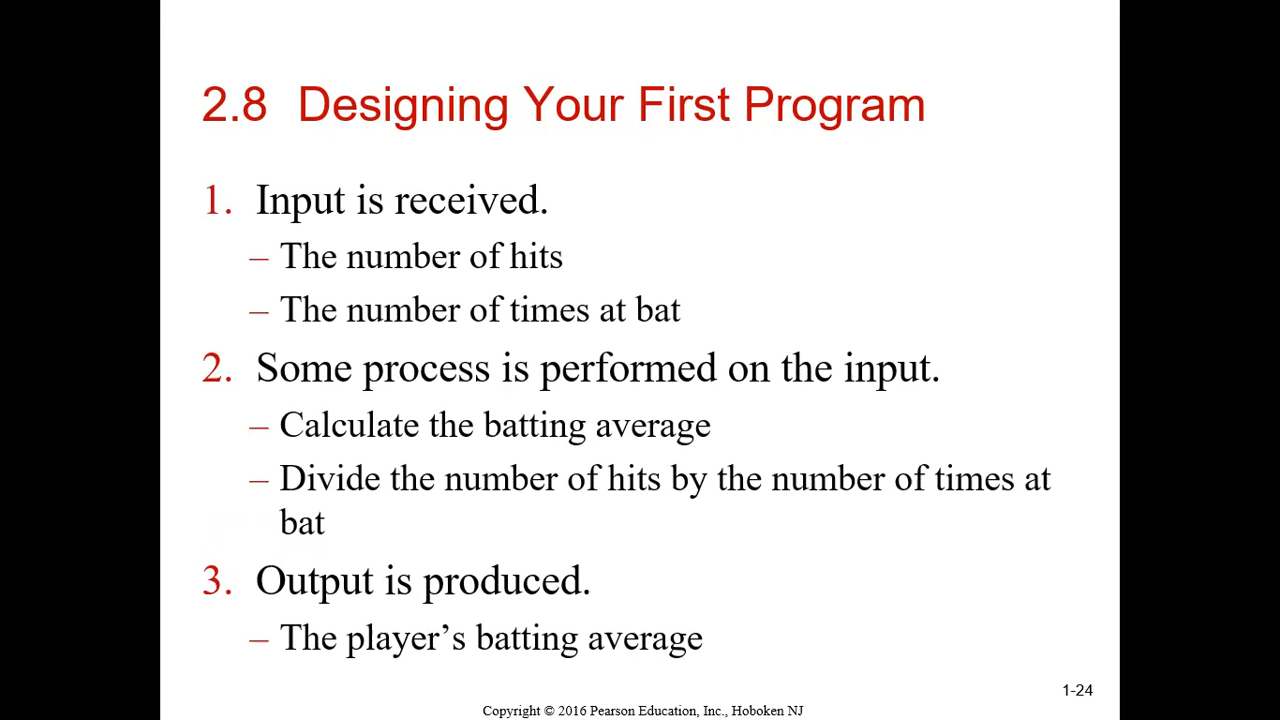 2.8 Designing Your First Program
1. Input is received.
– The number of hits
– The number of times at bat
2. Some process is performed on the input.
– Calculate the batting average
– Divide the number of hits by the number of times at
bat
3. Output is produced.
– The player’s batting average
1-24
Copyright © 2016 Pearson Education, Inc., Hoboken NJ